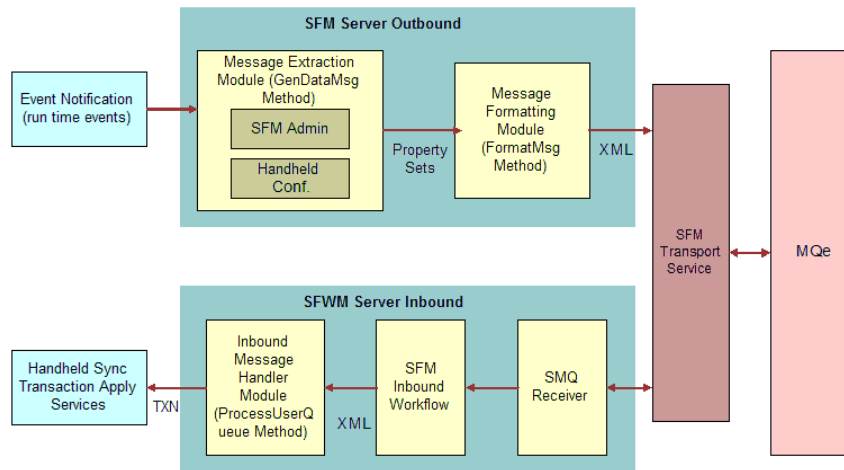 SFM Server Outbound
Event Notification
(run time events)
Message Extraction
Module (GenDataMsg
Method)
SFM Admin
Handheld
Conf.
Property
Sets
Message
Formatting
Module
(FormatMsg
Method)
XML
SFM
Transport
Service
MQe
SFWM Server Inbound
Handheld Sync
Transaction Apply
Services
TXN
Inbound
Message
Handler
Module
(ProcessUserQ
ueue Method)
XML
SFM
Inbound
Workflow
SMQ
Receiver